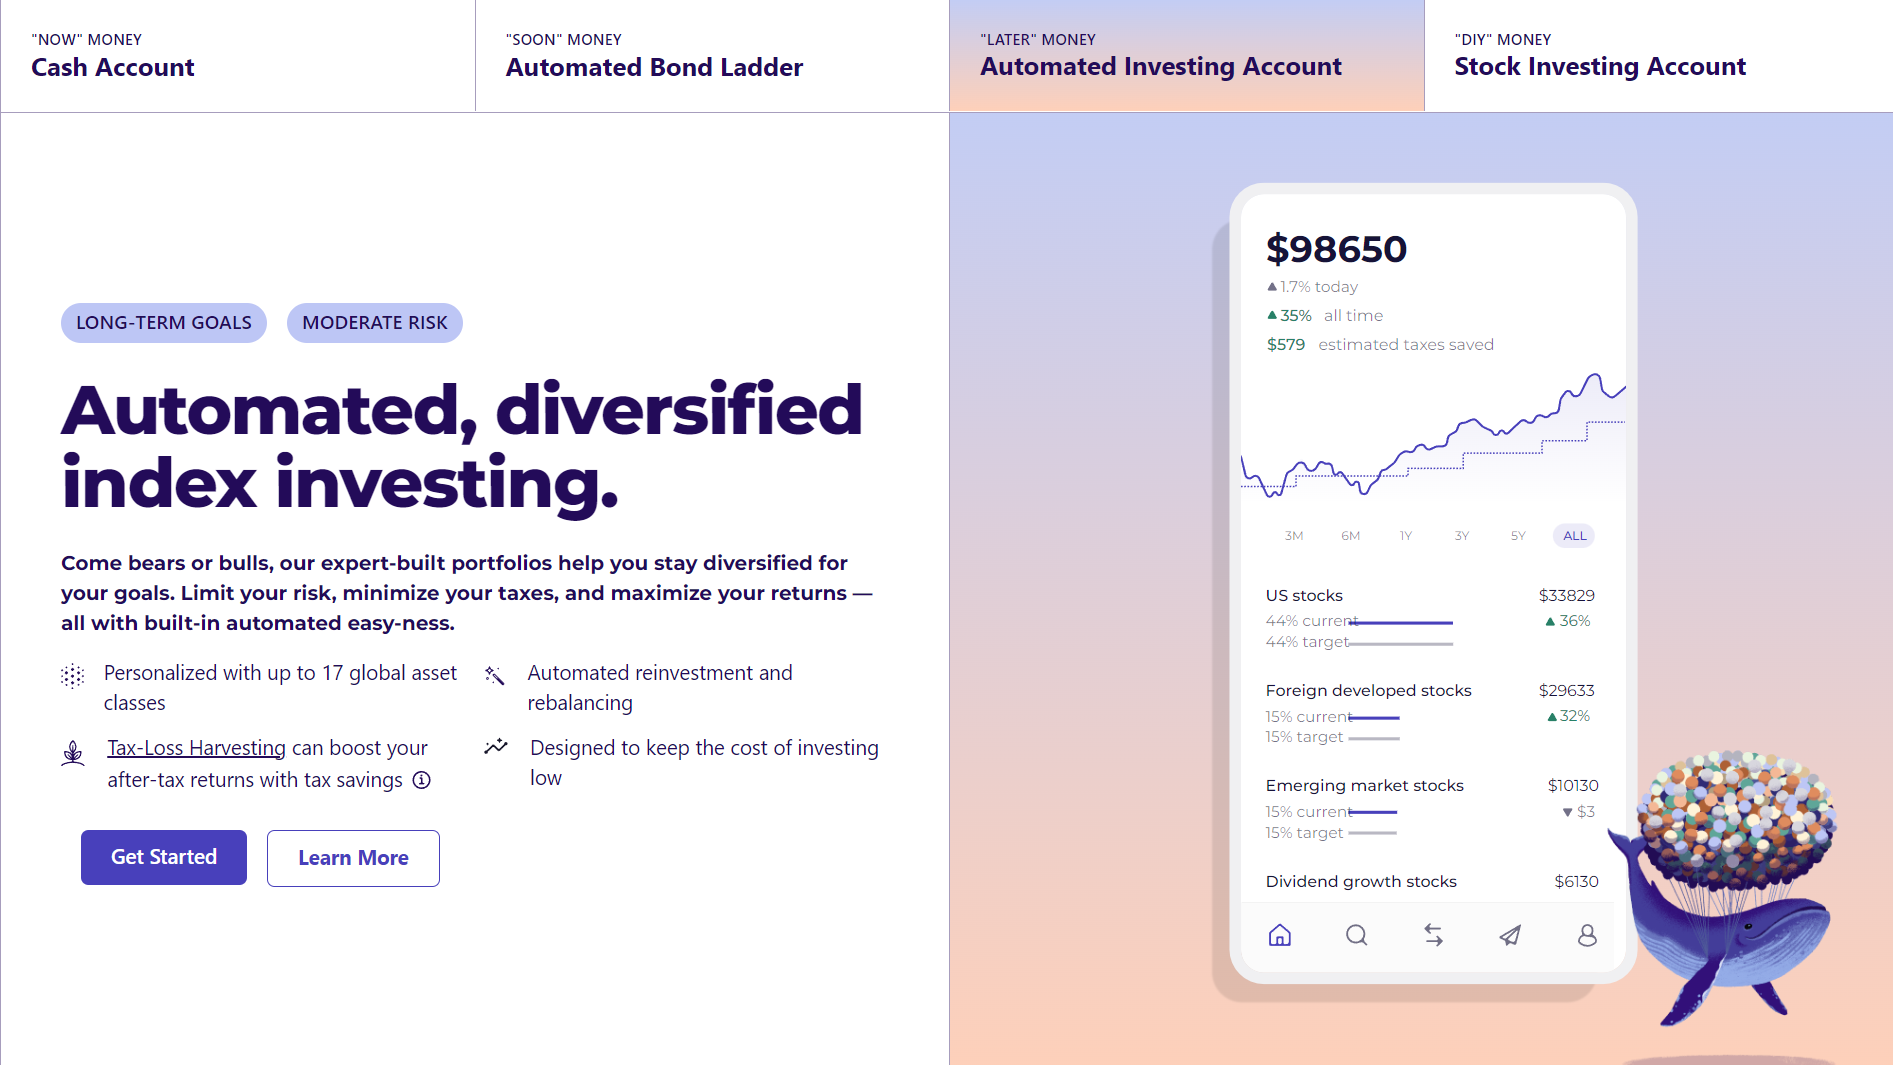 "NOW" MONEY
Cash Account
"SOON" MONEY
Automated Bond Ladder
"LATER" MONEY
Automated Investing Account
"DIY" MONEY
Stock Investing Account
LONG-TERM GOALS
MODERATE RISK
Automated, diversified
index investing.
Come bears or bulls, our expert-built portfolios help you stay diversified for
your goals. Limit your risk, minimize your taxes, and maximize your returns —
all with built-in automated easy-ness.
Personalized with up to 17 global asset
classes
Automated reinvestment and
rebalancing
Tax-Loss Harvesting can boost your
after-tax returns with tax savings
Designed to keep the cost of investing
low
Get Started
Learn More
$98650
1.7% today
35% all time
$579 estimated taxes saved
3M 6M 1Y 3Y 5Y ALL
US stocks $33829
44% current 36%
44% target
Foreign developed stocks $29633
15% current 32%
15% target
Emerging market stocks $10130
15% current $3
15% target
Dividend growth stocks $6130